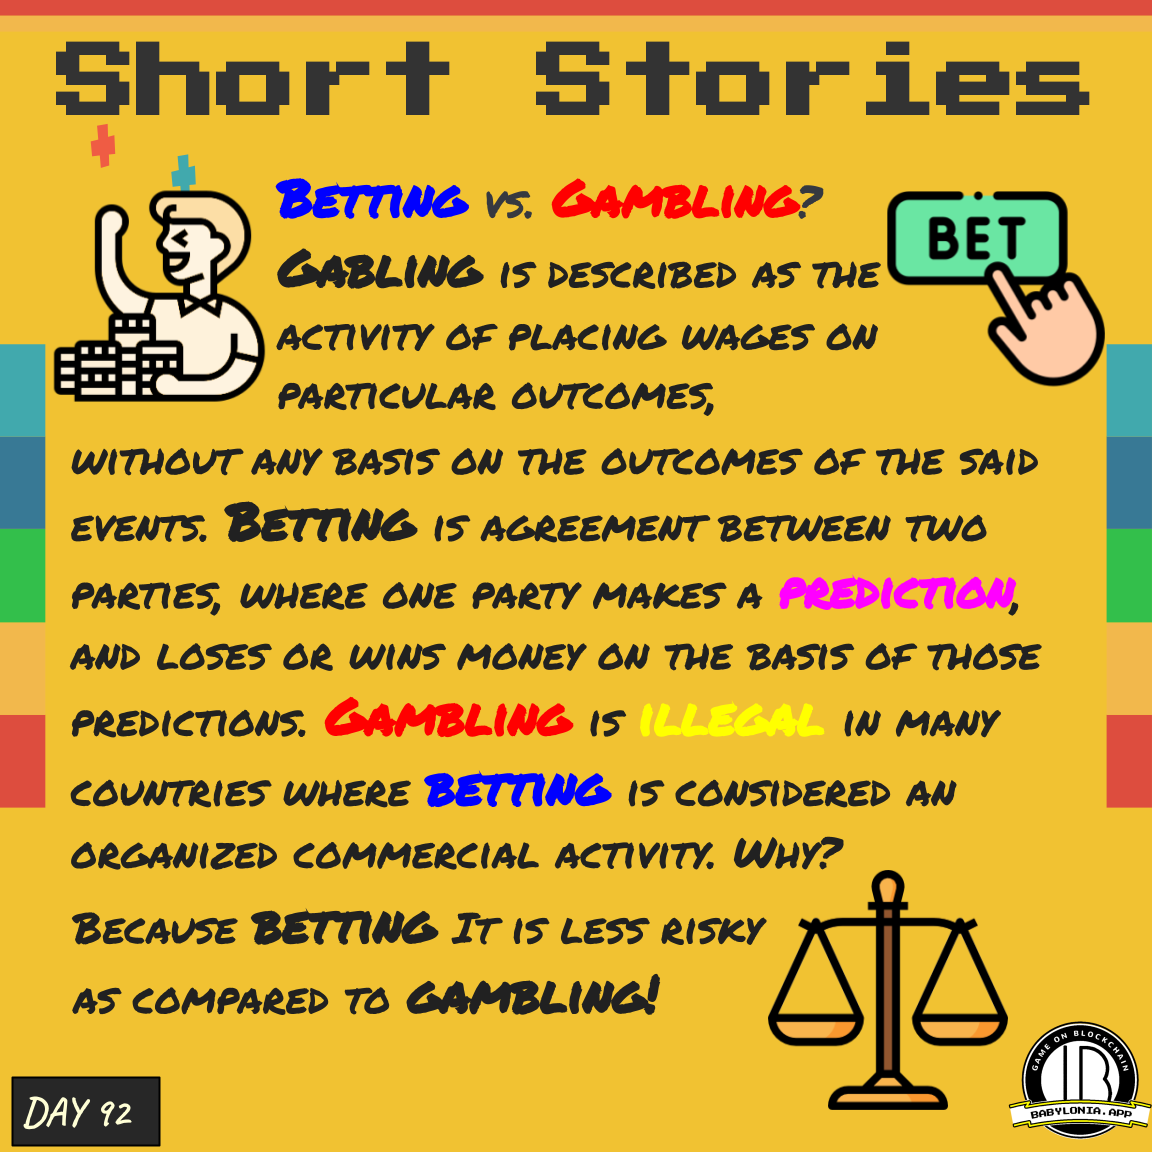 Short Stories
Betting vs. Gambling?
BET
Gabling is described as the
activity of placing wages on
particular outcomes,
without any basis on the outcomes of the said
events. Betting is agreement between two
parties, where one party makes a prediction,
and loses or wins money on the basis of those
predictions. Gambling is illegal in many
countries where betting is considered an
organized commercial activity. Why?
Because betting It is less risky
as compared to gambling!
GAME ON BLOCKCHAIN
BABYLONIA.APP
DAY 92